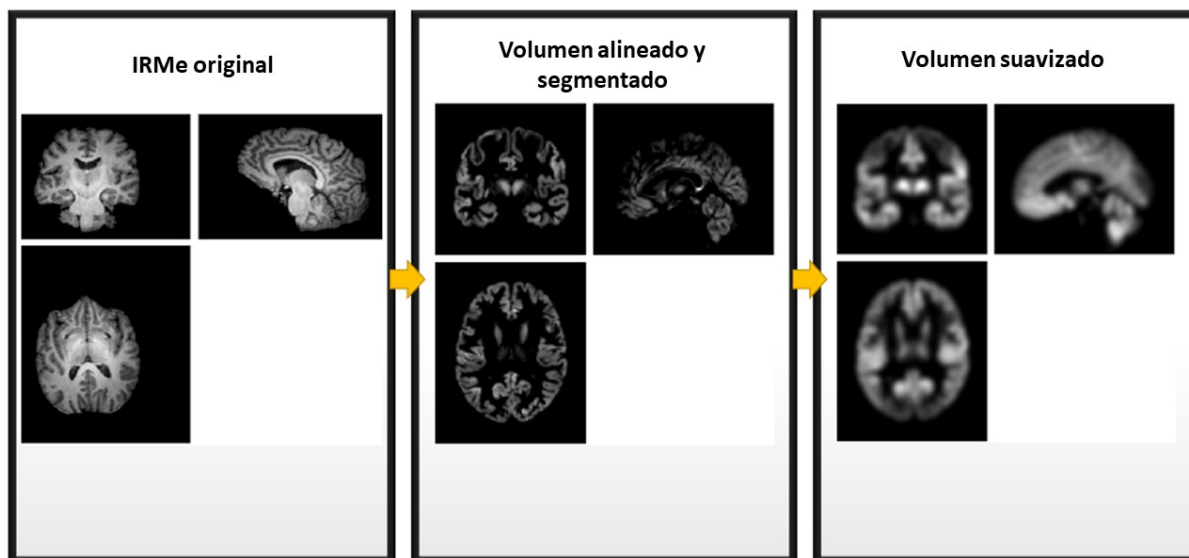 IRMe original
Volumen alineado y
segmentado
Volumen suavizado